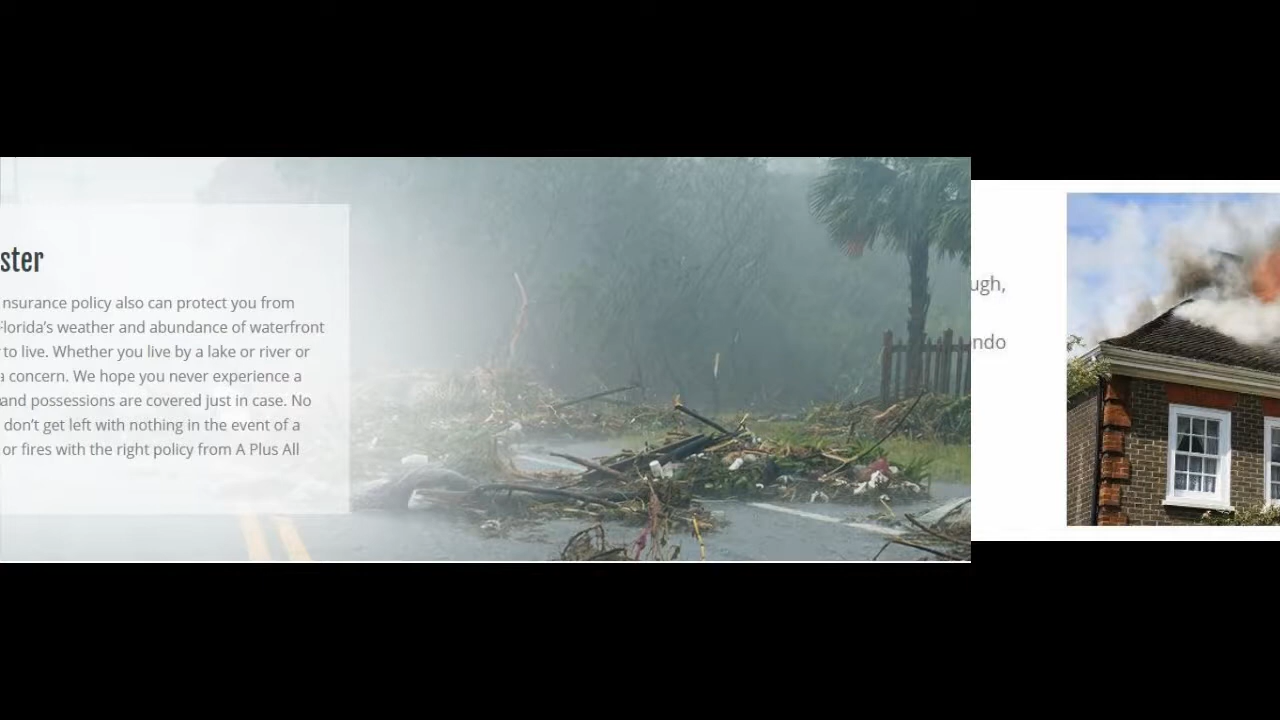 ster
nsurance policy also can protect you from
Florida's weather and abundance of waterfront
to live. Whether you live by a lake or river or
a concern. We hope you never experience a
and possessions are covered just in case. No
don't get left with nothing in the event of a
or fires with the right policy from A Plus All
ugh,
ndo